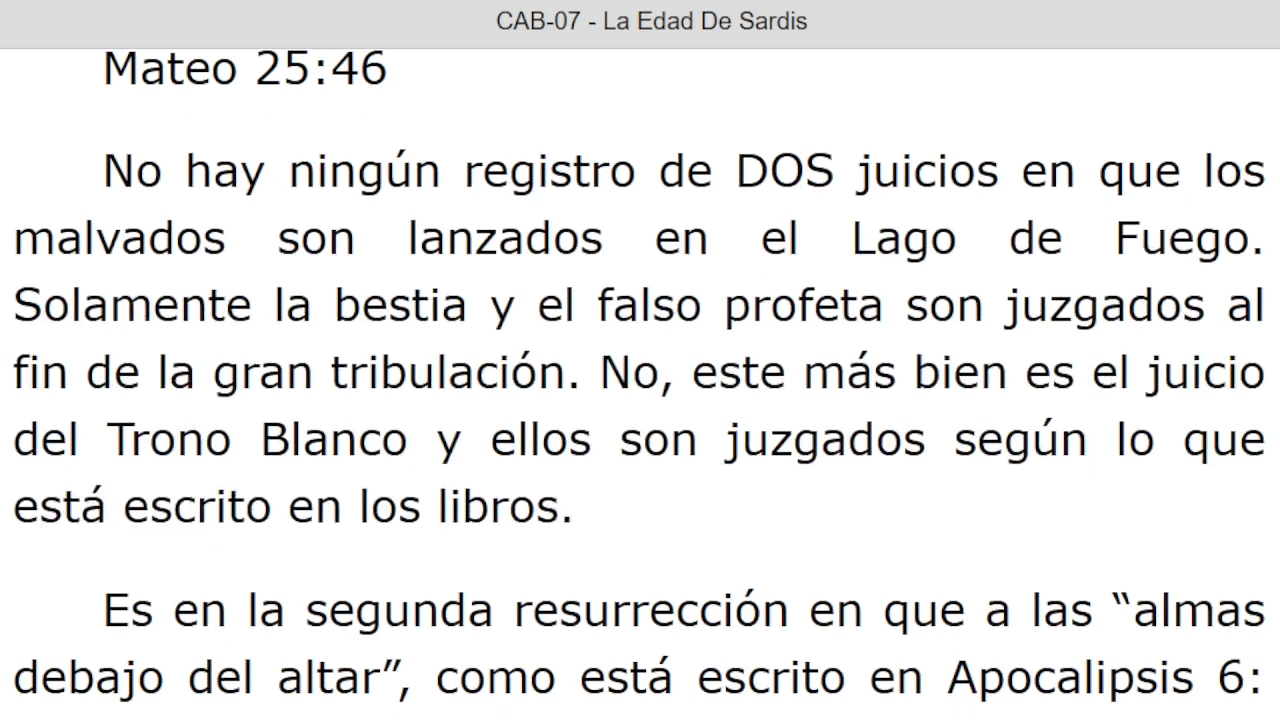 CAB-07 - La Edad De Sardis
Mateo 25:46
No hay ningún registro de DOS juicios en que los
malvados son lanzados en el Lago de Fuego.
Solamente la bestia y el falso profeta son juzgados al
fin de la gran tribulación. No, este más bien es el juicio
del Trono Blanco y ellos son juzgados según lo que
está escrito en los libros.
Es en la segunda resurrección en que a las “almas
debajo del altar”, como está escrito en Apocalipsis 6: